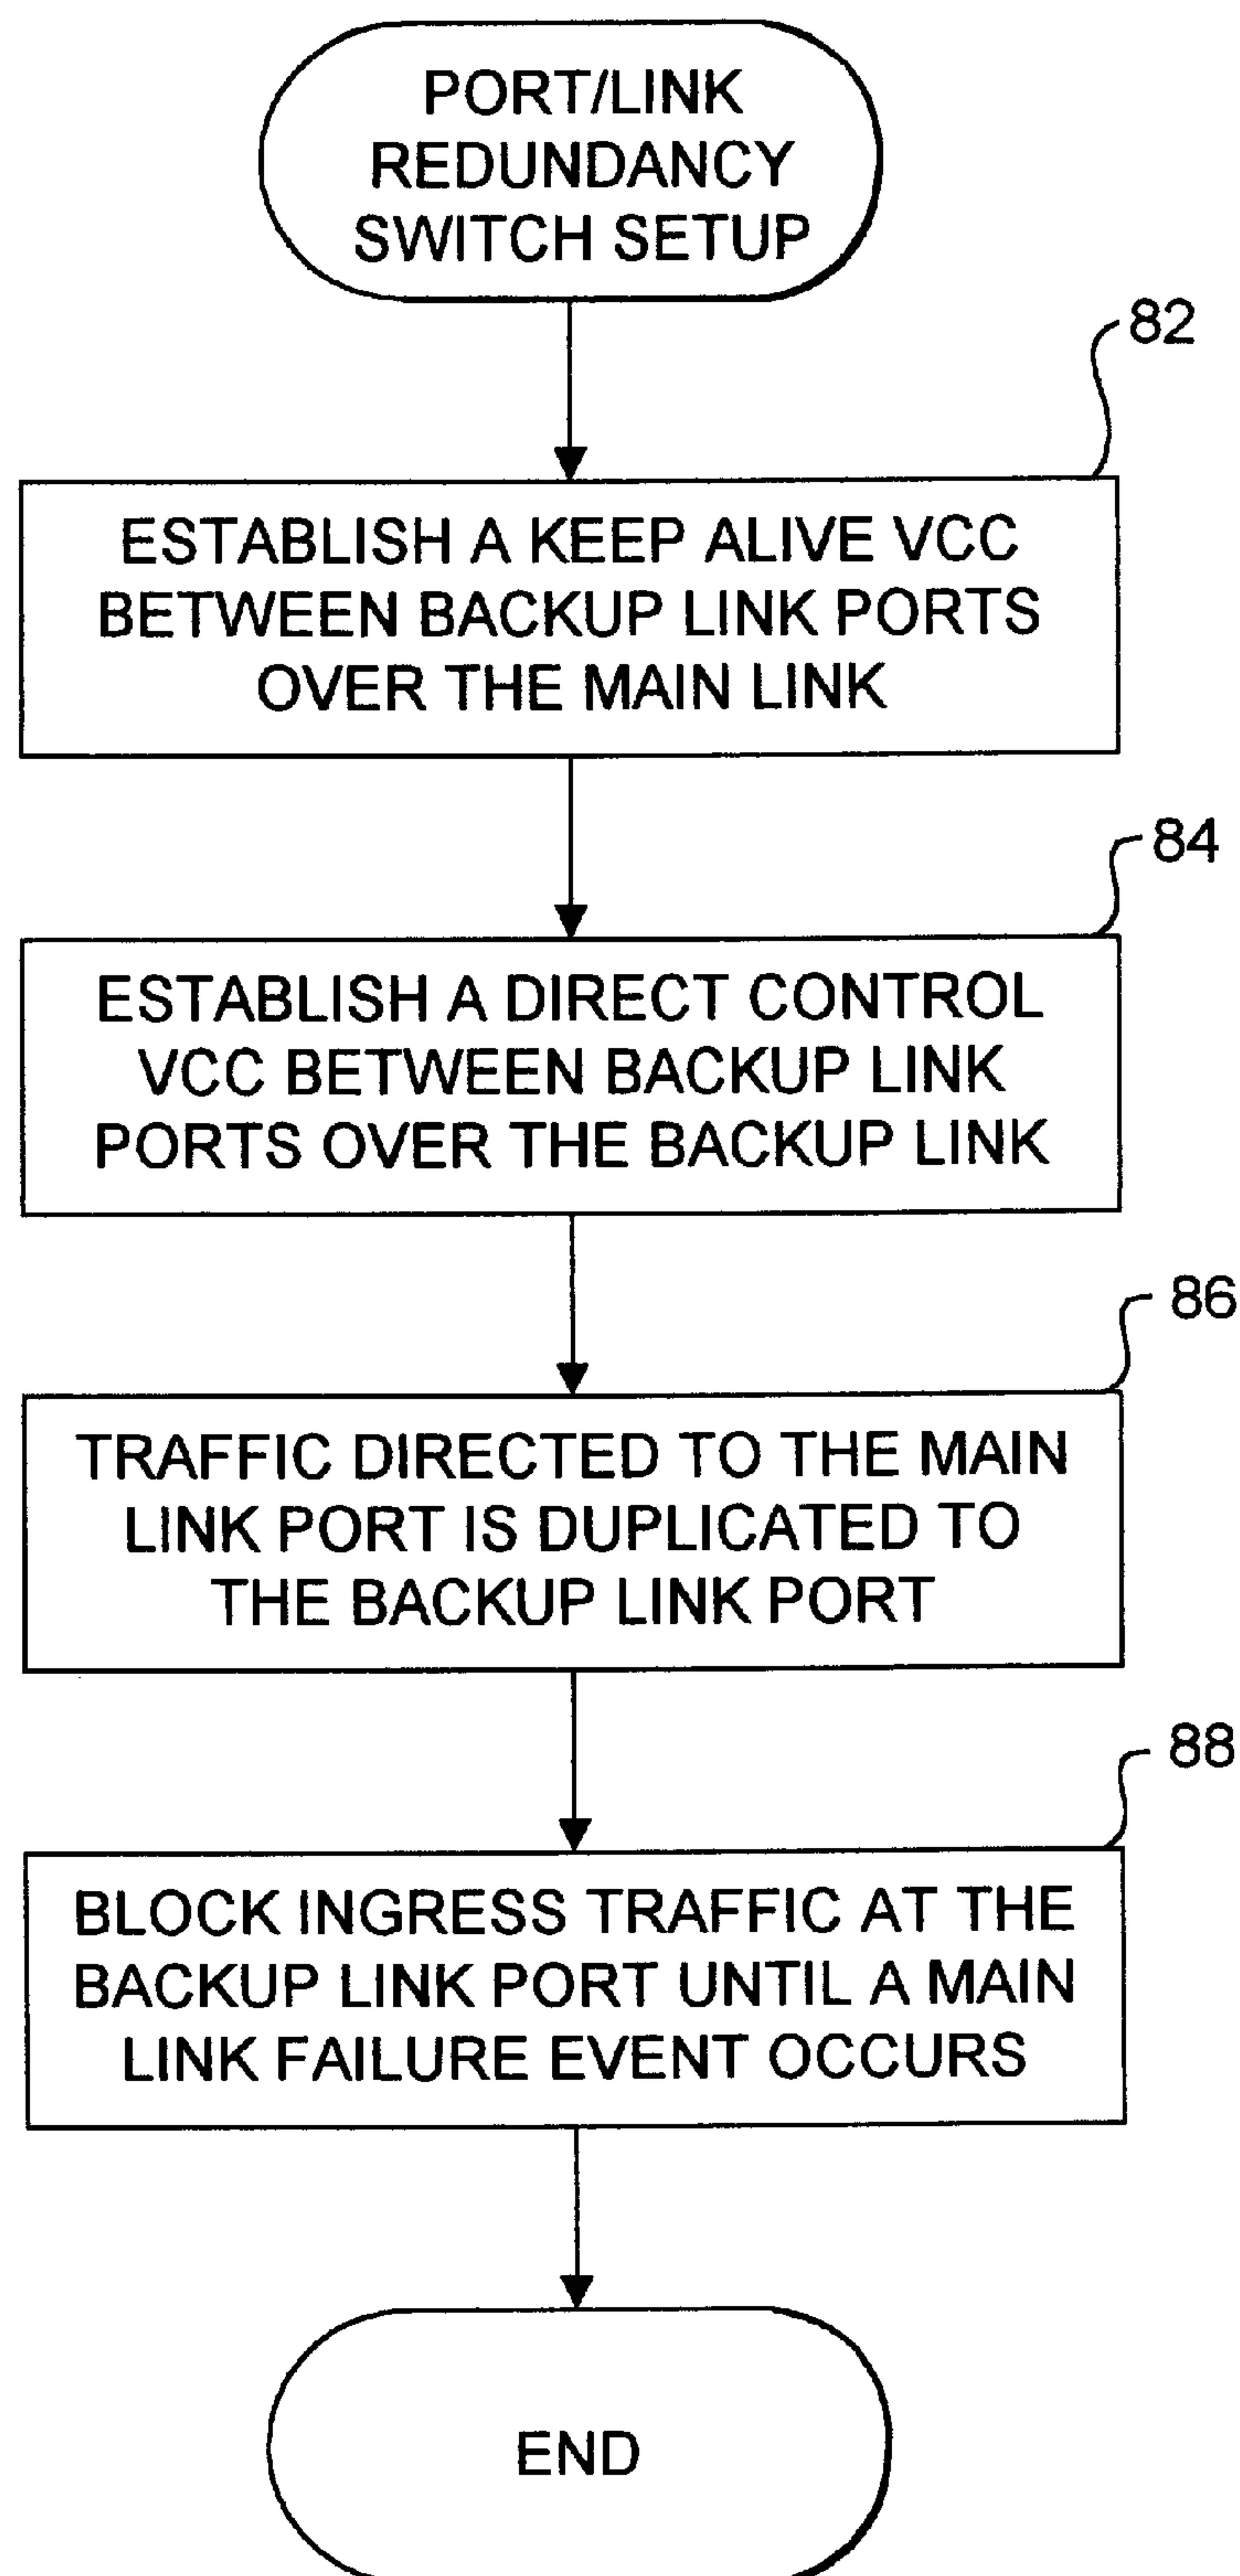 PORT/LINK
REDUNDANCY
SWITCH SETUP
82
ESTABLISH A KEEP ALIVE VCC
BETWEEN BACKUP LINK PORTS
OVER THE MAIN LINK
84
ESTABLISH A DIRECT CONTROL
VCC BETWEEN BACKUP LINK
PORTS OVER THE BACKUP LINK
86
TRAFFIC DIRECTED TO THE MAIN
LINK PORT IS DUPLICATED TO
THE BACKUP LINK PORT
88
BLOCK INGRESS TRAFFIC AT THE
BACKUP LINK PORT UNTIL A MAIN
LINK FAILURE EVENT OCCURS
END